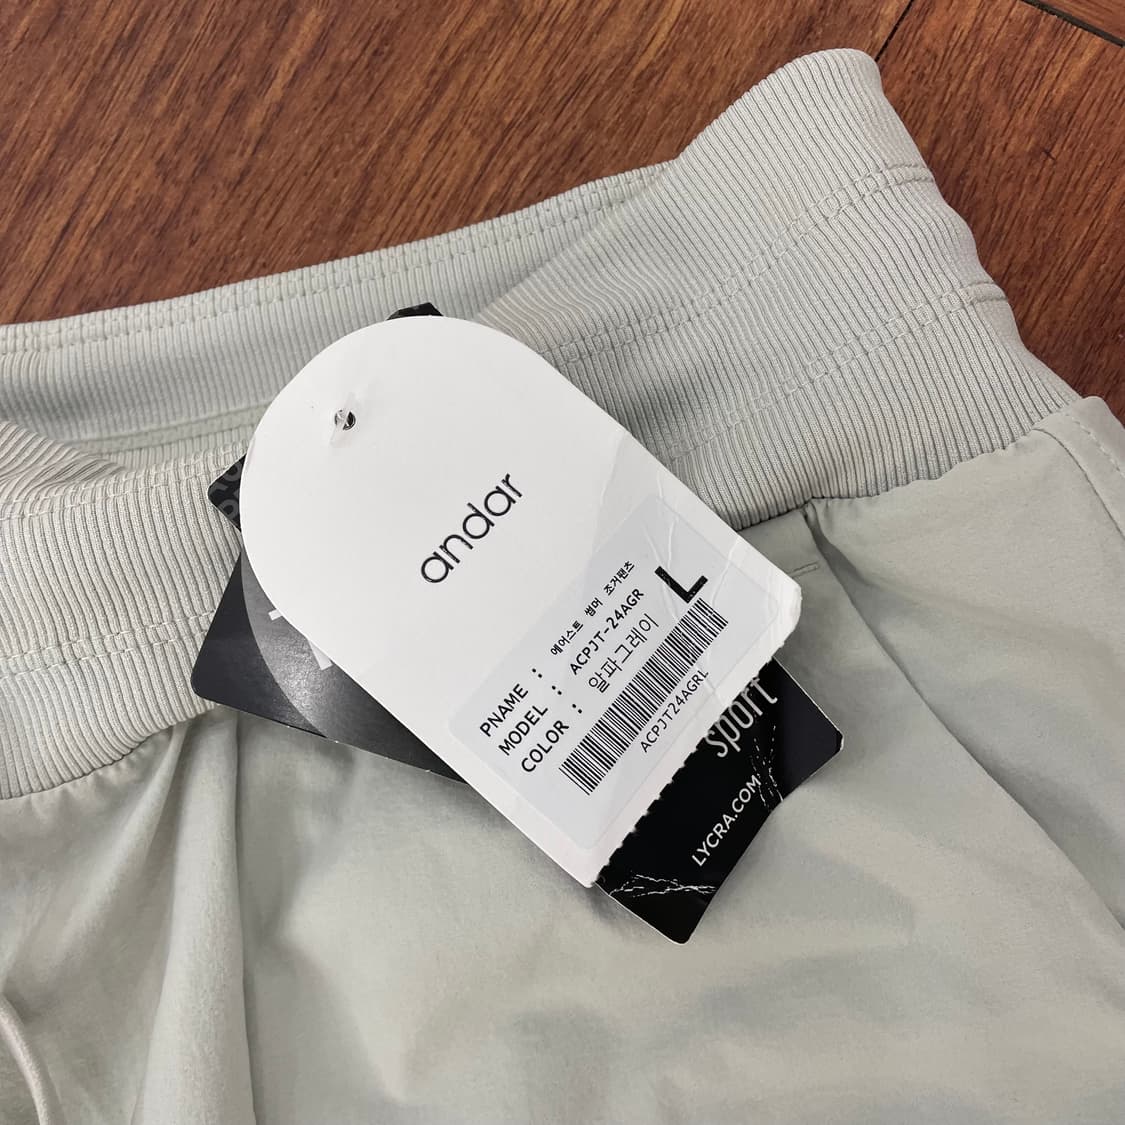 andar
PNAME : 에어스트 썸머 조거팬츠
MODEL : ACPJT-24AGR
COLOR : 알파그레이
L
ACPJT24AGRL
sport
LYCRA.COM